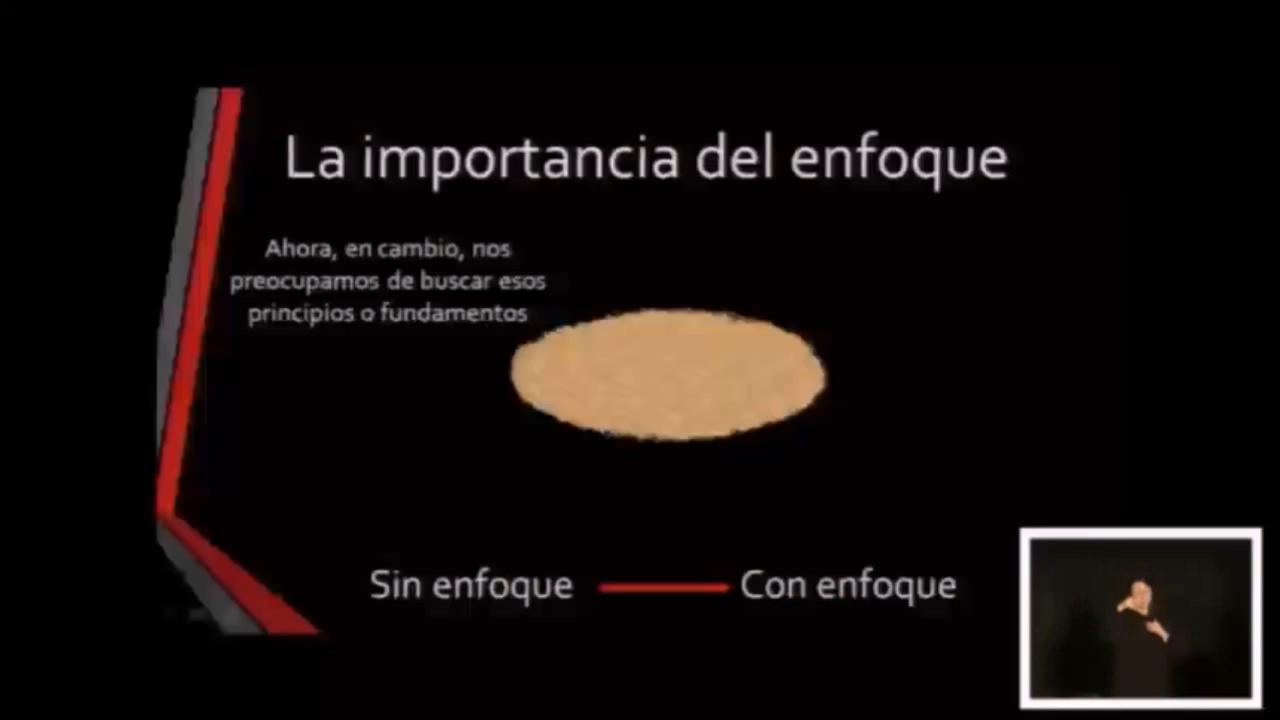 La importancia del enfoque
Ahora, en cambio, nos
preocupamos de buscar esos
principios o fundamentos
Sin enfoque
Con enfoque